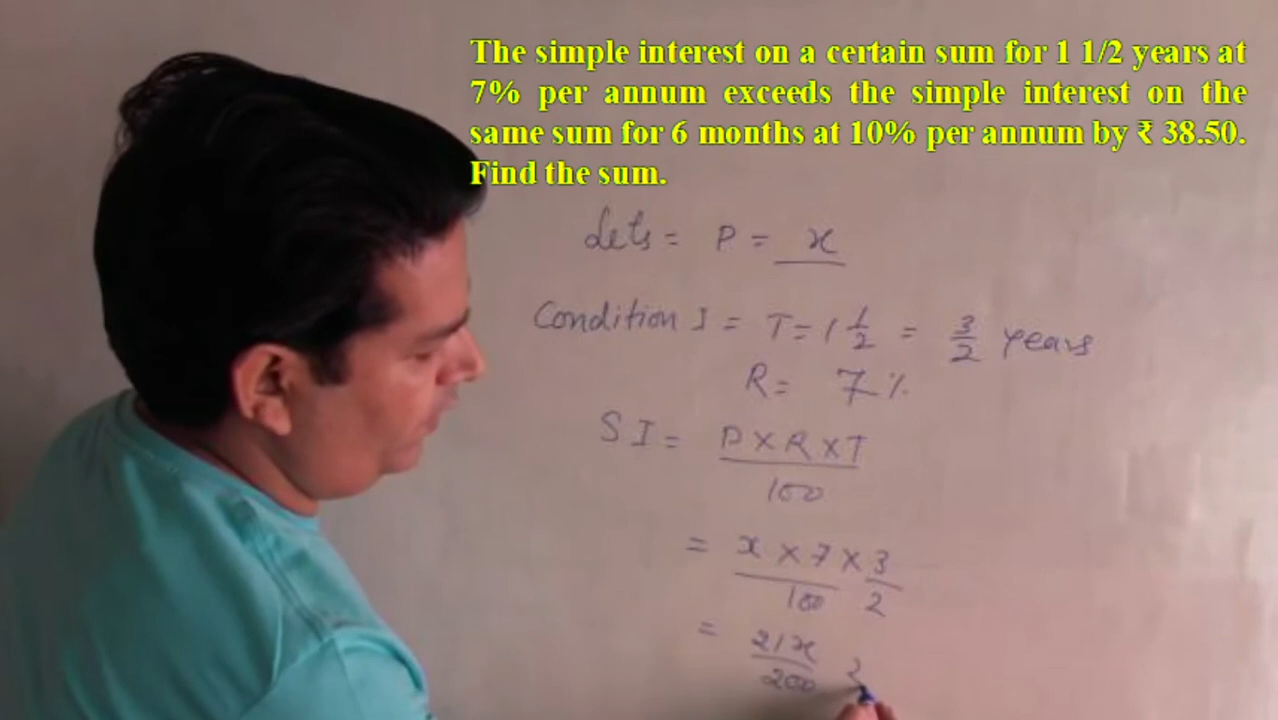 The simple interest on a certain sum for 1 1/2 years at
7% per annum exceeds the simple interest on the
same sum for 6 months at 10% per annum by ₹ 38.50.
Find the sum.
Lets = P = x
Condition I = T = 1 1/2 = 3/2 years
R = 7%
SI = P×R×T/100
= x × 7 × 3/100 2
= 21x/200